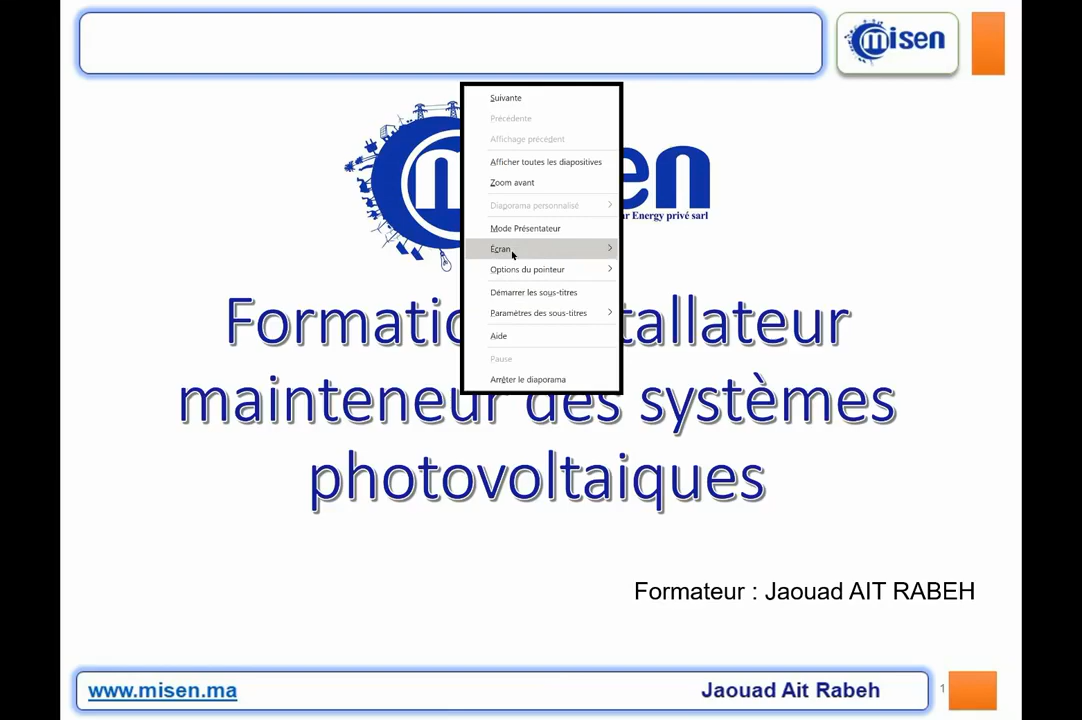 misen
Suivante
Précédente
Affichage précédent
Afficher toutes les diapositives
Zoom avant
Diaporama personnalisé
Mode Présentateur
Écran
Options du pointeur
Démarrer les sous-titres
Paramètres des sous-titres
Aide
Pause
Arrêter le diaporama
m en
ar Energy privé sarl
Formatio tallateur
mainteneur des systèmes
photovoltaiques
Formateur : Jaouad AIT RABEH
www.misen.ma Jaouad Ait Rabeh 1